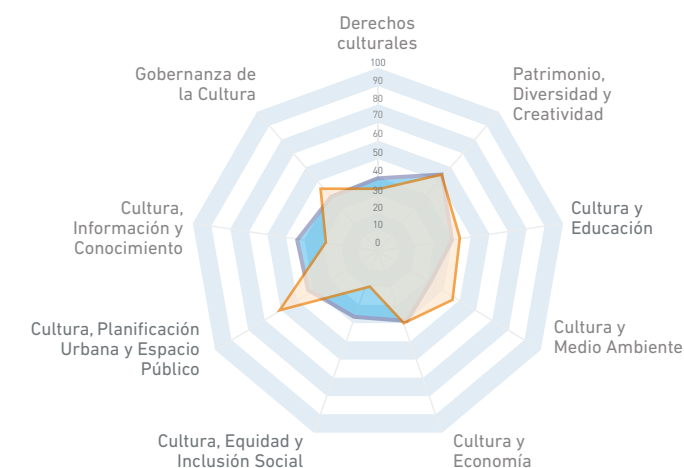 Derechos
culturales
100
90
80
70
60
50
40
30
20
10
0
Patrimonio,
Diversidad y
Creatividad
Cultura y
Educación
Cultura y
Medio Ambiente
Cultura y
Economía
Cultura, Equidad y
Inclusión Social
Cultura, Planificación
Urbana y Espacio
Público
Cultura,
Información y
Conocimiento
Gobernanza de
la Cultura